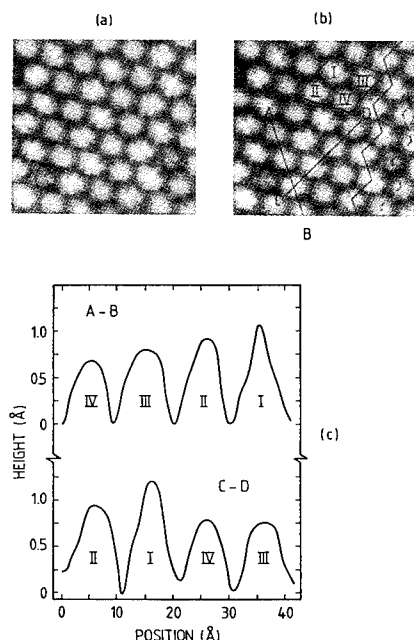 (a) (b)
I
III
II
IV
B
A - B
1.0
0.5
0
IV III II I
(c)
HEIGHT (Å)
C - D
1.0
0.5
0
II I IV III
0 10 20 30 40
POSITION (Å)